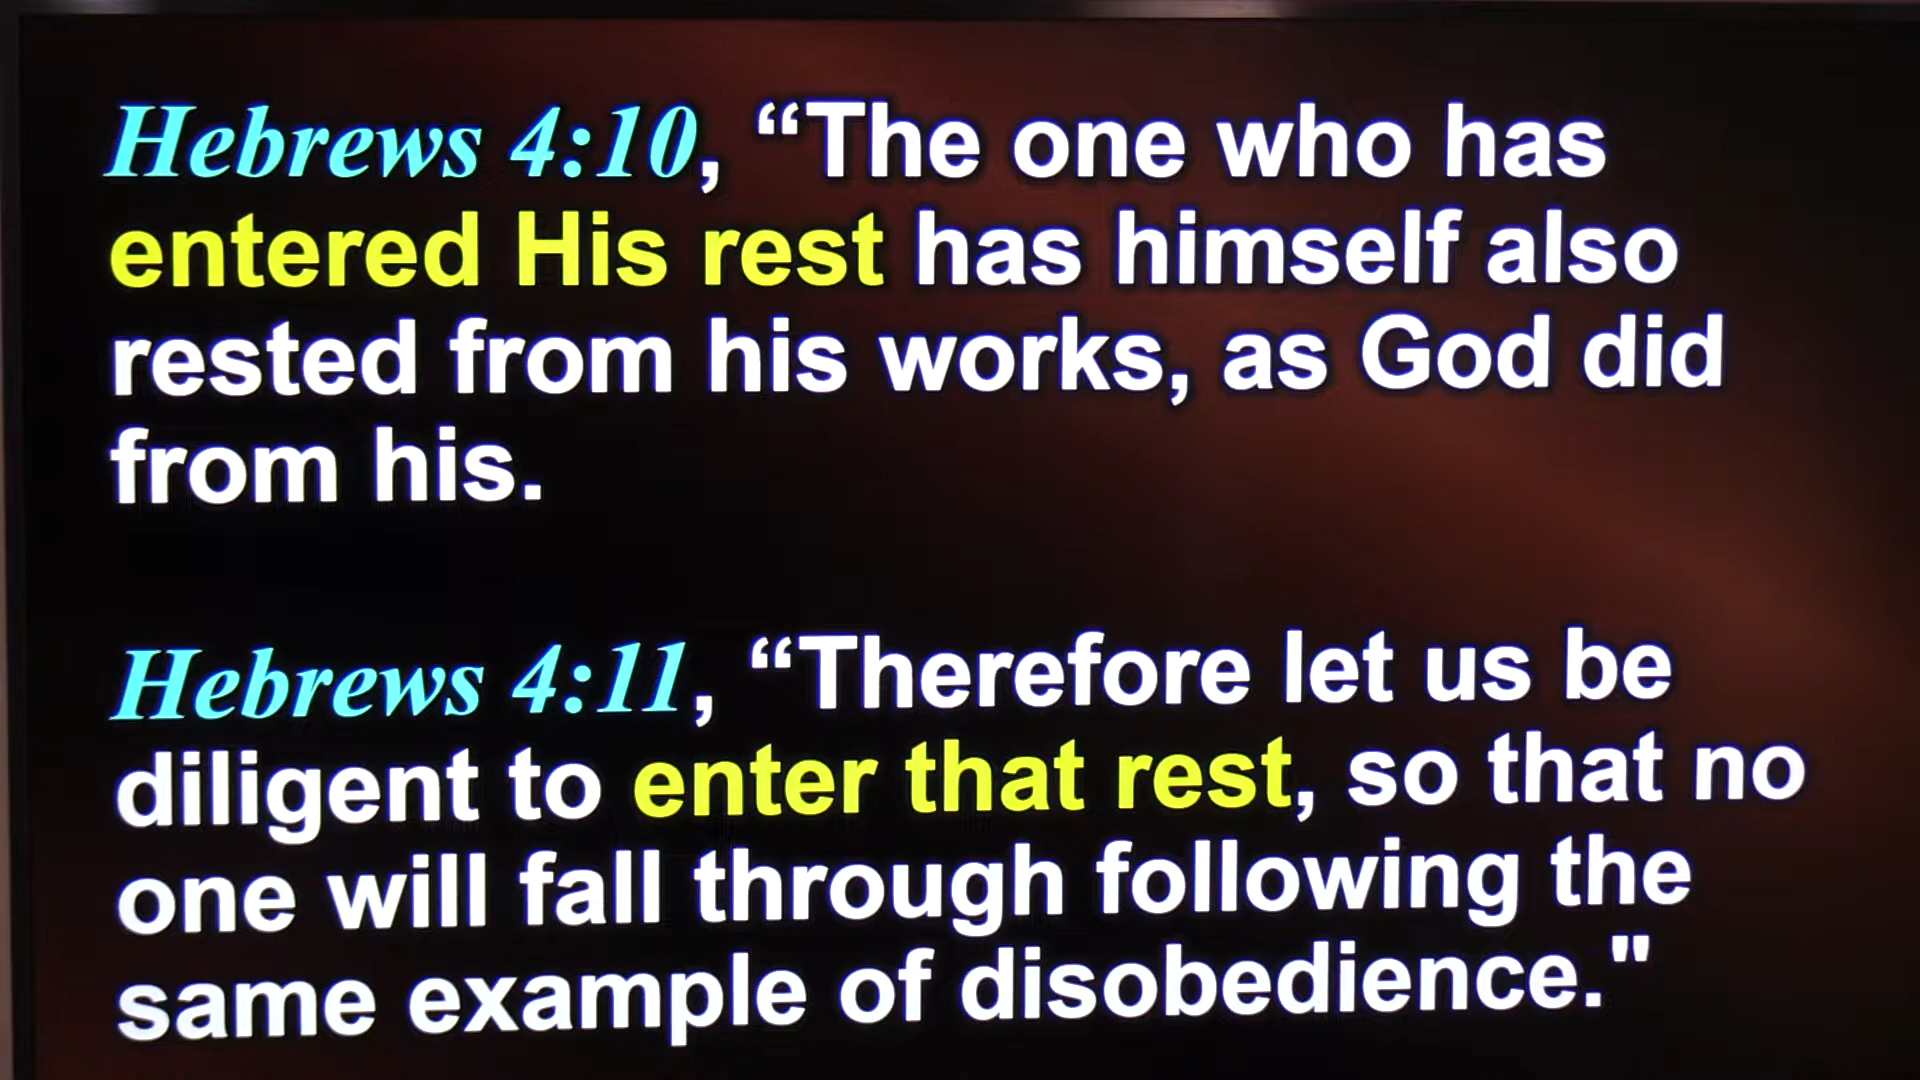 Hebrews 4:10, “The one who has
entered His rest has himself also
rested from his works, as God did
from his.
Hebrews 4:11, “Therefore let us be
diligent to enter that rest, so that no
one will fall through following the
same example of disobedience."